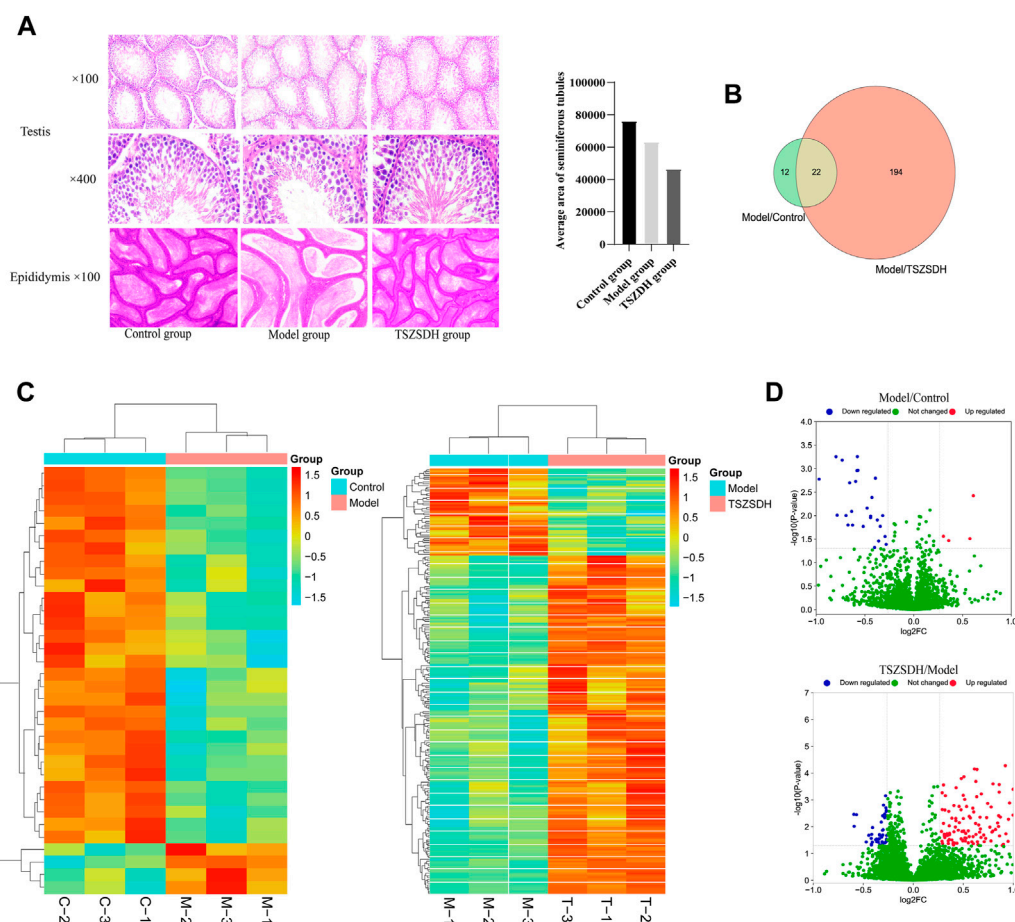 A
×100
Testis
×400
Epididymis ×100
Control group
Model group
TSZSDH group
Average area of seminiferous tubules
100000
80000
60000
40000
20000
0
Control group
Model group
TSZDH group
B
12
22
194
Model/Control
Model/TSZSDH
C
Group
1.5
1
0.5
0
−0.5
−1
−1.5
Group
Control
Model
C-2
C-3
C-1
M-2
M-3
M-1
Group
1.5
1
0.5
0
−0.5
−1
−1.5
Group
Model
TSZSDH
M-1
M-2
M-3
T-3
T-1
T-2
D
Model/Control
Down regulated Not changed Up regulated
-log10(P-value)
4.0
3.5
3.0
2.5
2.0
1.5
1.0
0.5
0.0
−1.0 −0.5 0.0 0.5 1.0
log2FC
TSZSDH/Model
Down regulated Not changed Up regulated
-log10(P-value)
7
6
5
4
3
2
1
0
−1.0 −0.5 0.0 0.5 1.0
log2FC